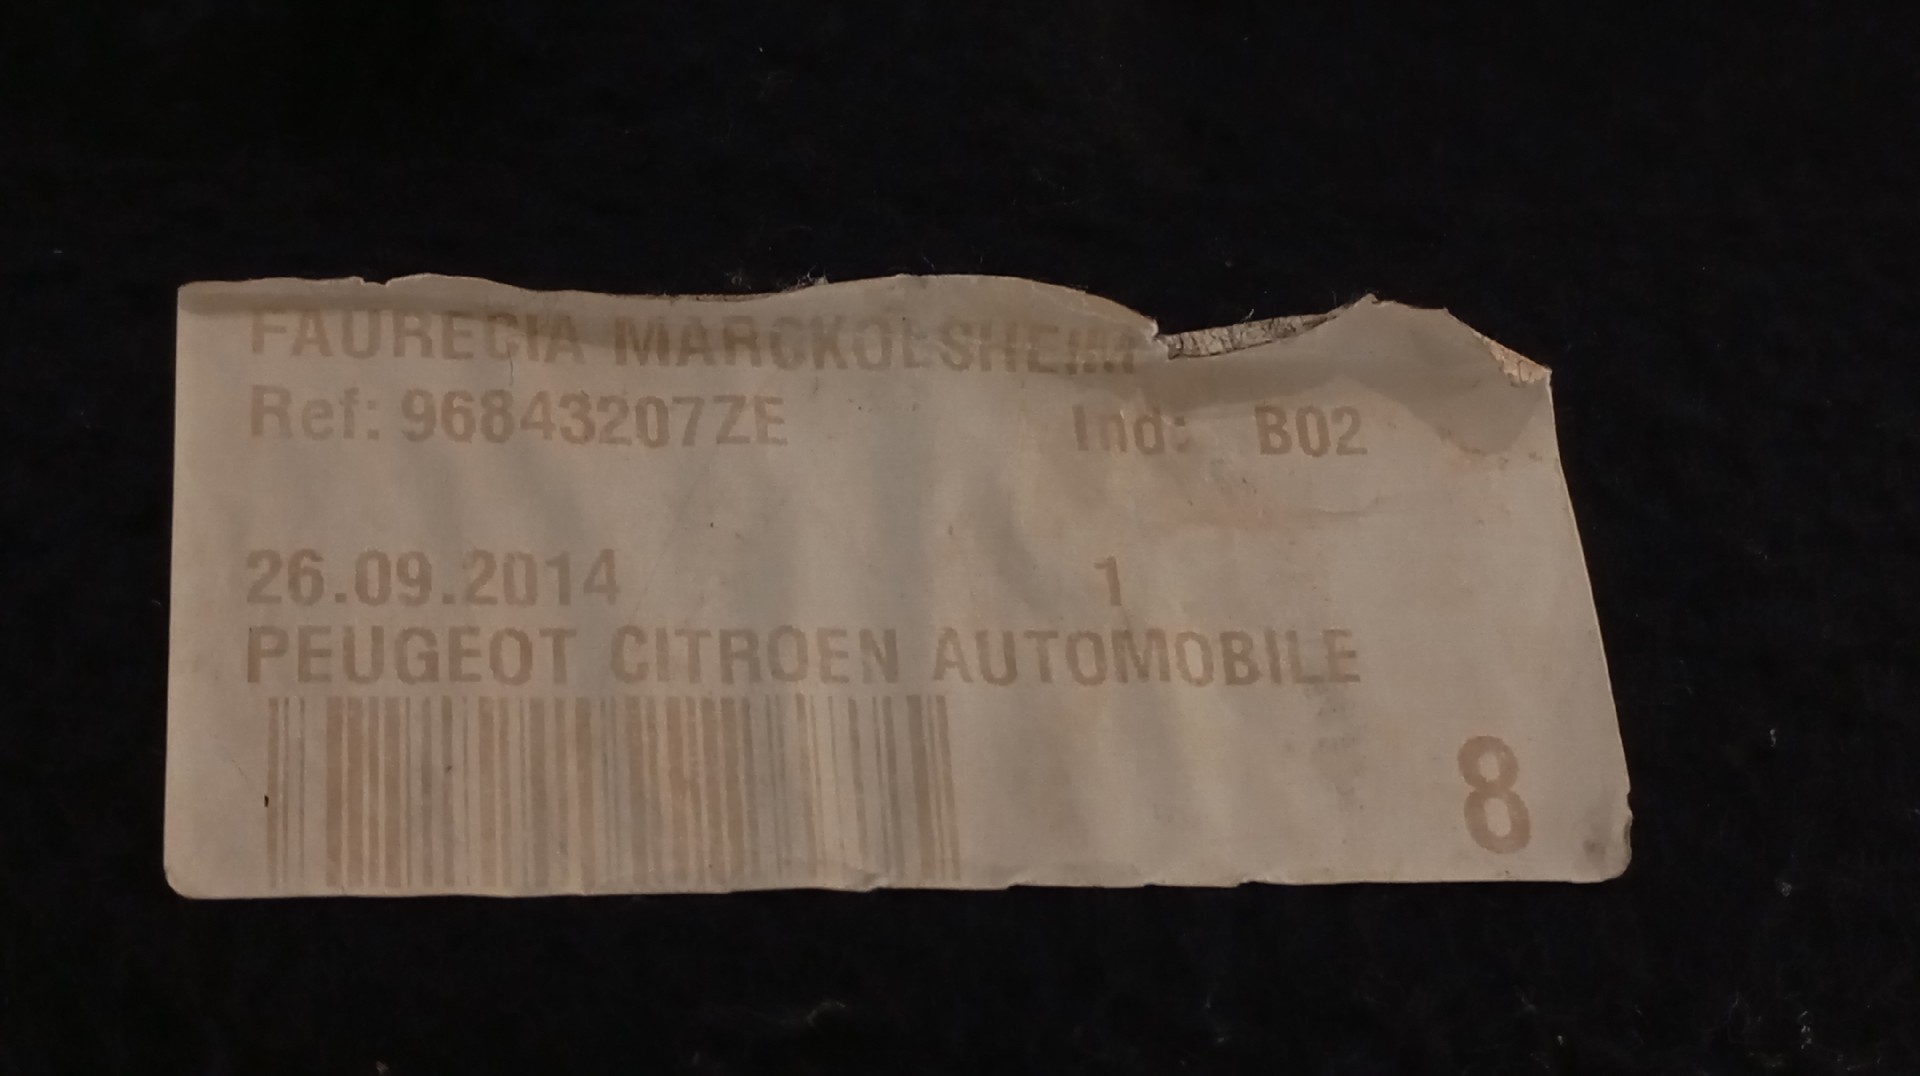 FAURECIA MARCKOLSHEIM
Ref: 96843207ZE Ind: B02
26.09.2014 1
PEUGEOT CITROEN AUTOMOBILE
8